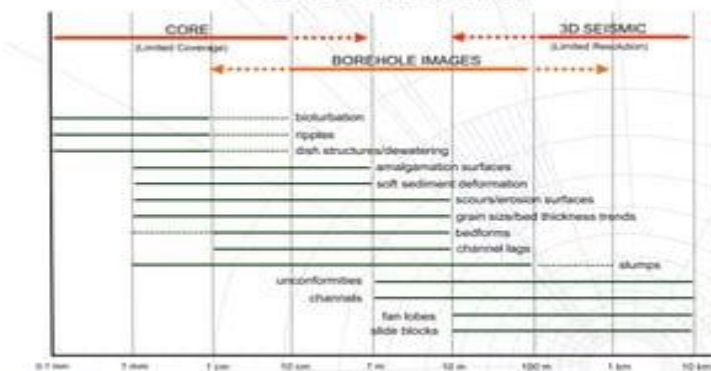 CORE
3D SEISMIC
(Limited Coverage)
(Limited Resolution)
BOREHOLE IMAGES
bioturbation
ripples
dish structures/dewatering
amalgamation surfaces
soft sediment deformation
scours/erosion surfaces
grain size/bed thickness trends
bedforms
channel lags
slumps
unconformities
channels
fan lobes
slide blocks
0.1 mm 1 mm 1 cm 10 cm 1 m 10 m 100 m 1 km 10 km